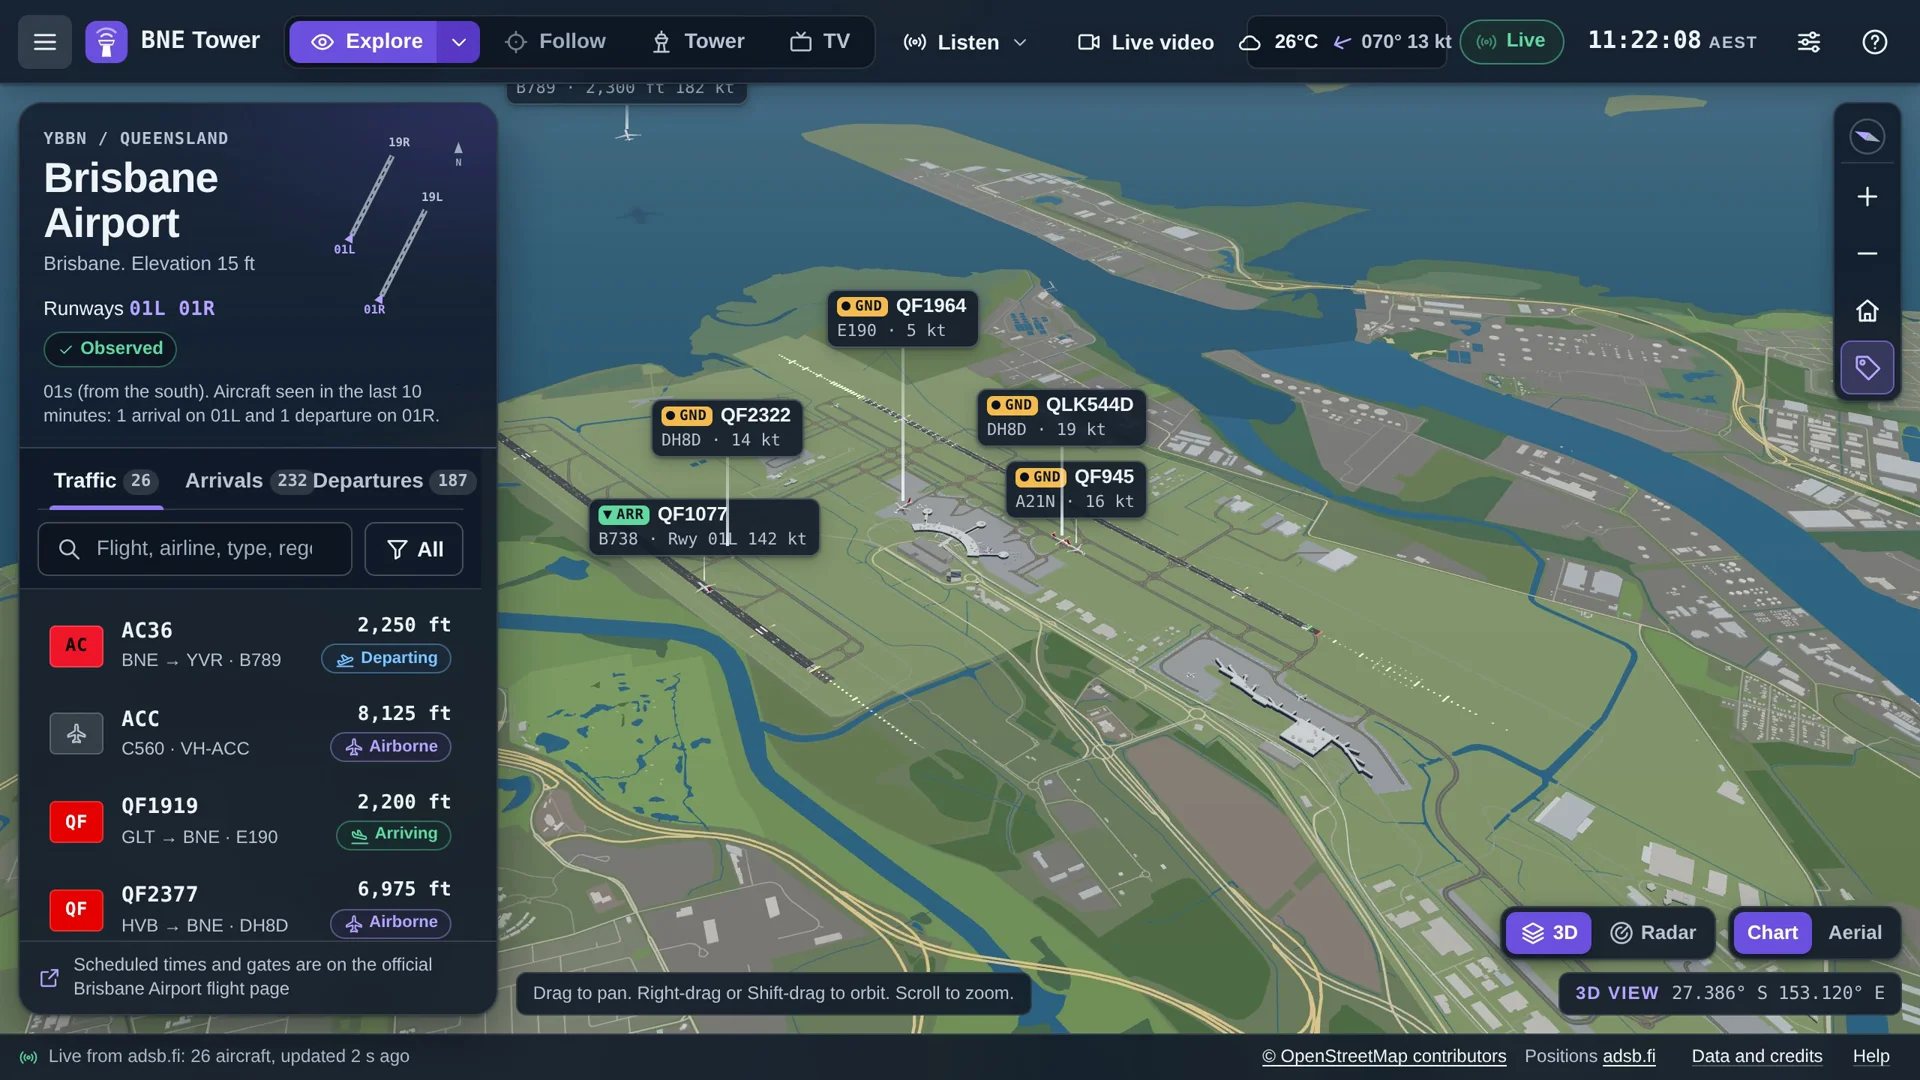 BNE Tower
Explore
Follow
Tower
TV
Listen
Live video
26°C
070° 13 kt
Live
11:22:08 AEST
B789 · 2,300 ft 182 kt
YBBN / QUEENSLAND
Brisbane
Airport
Brisbane. Elevation 15 ft
Runways 01L 01R
Observed
01s (from the south). Aircraft seen in the last 10
minutes: 1 arrival on 01L and 1 departure on 01R.
19R
N
19L
01L
01R
Traffic 26
Arrivals 232
Departures 187
Flight, airline, type, reg
All
AC
AC36
2,250 ft
BNE → YVR · B789
Departing
ACC
8,125 ft
C560 · VH-ACC
Airborne
QF
QF1919
2,200 ft
GLT → BNE · E190
Arriving
QF
QF2377
6,975 ft
HVB → BNE · DH8D
Airborne
Scheduled times and gates are on the official
Brisbane Airport flight page
GND QF1964
E190 · 5 kt
GND QF2322
DH8D · 14 kt
GND QLK544D
DH8D · 19 kt
GND QF945
A21N · 16 kt
ARR QF1077
B738 · Rwy 01L 142 kt
3D
Radar
Chart
Aerial
3D VIEW 27.386° S 153.120° E
Drag to pan. Right-drag or Shift-drag to orbit. Scroll to zoom.
Live from adsb.fi: 26 aircraft, updated 2 s ago
© OpenStreetMap contributors
Positions adsb.fi
Data and credits
Help